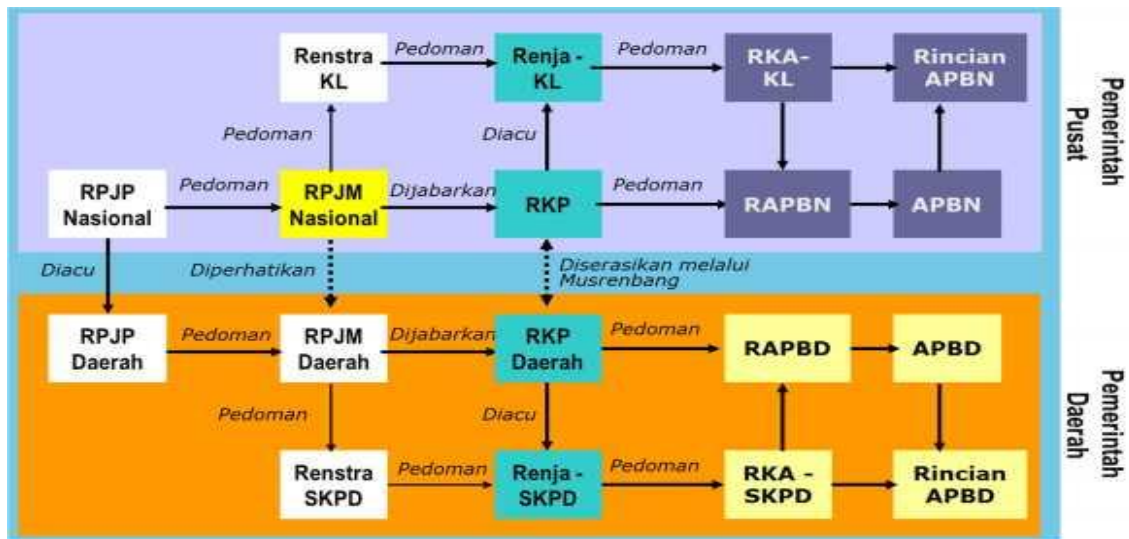 Renstra
KL
Pedoman
Renja -
KL
Pedoman
RKA-
KL
Rincian
APBN
Pedoman
Diacu
RPJP
Nasional
Pedoman
RPJM
Nasional
Dijabarkan
RKP
Pedoman
RAPBN
APBN
Pemerintah
Pusat
Diacu
Diperhatikan
Diserasikan melalui
Musrenbang
RPJP
Daerah
Pedoman
RPJM
Daerah
Dijabarkan
RKP
Daerah
Pedoman
RAPBD
APBD
Pedoman
Diacu
Renstra
SKPD
Pedoman
Renja -
SKPD
Pedoman
RKA -
SKPD
Rincian
APBD
Pemerintah
Daerah